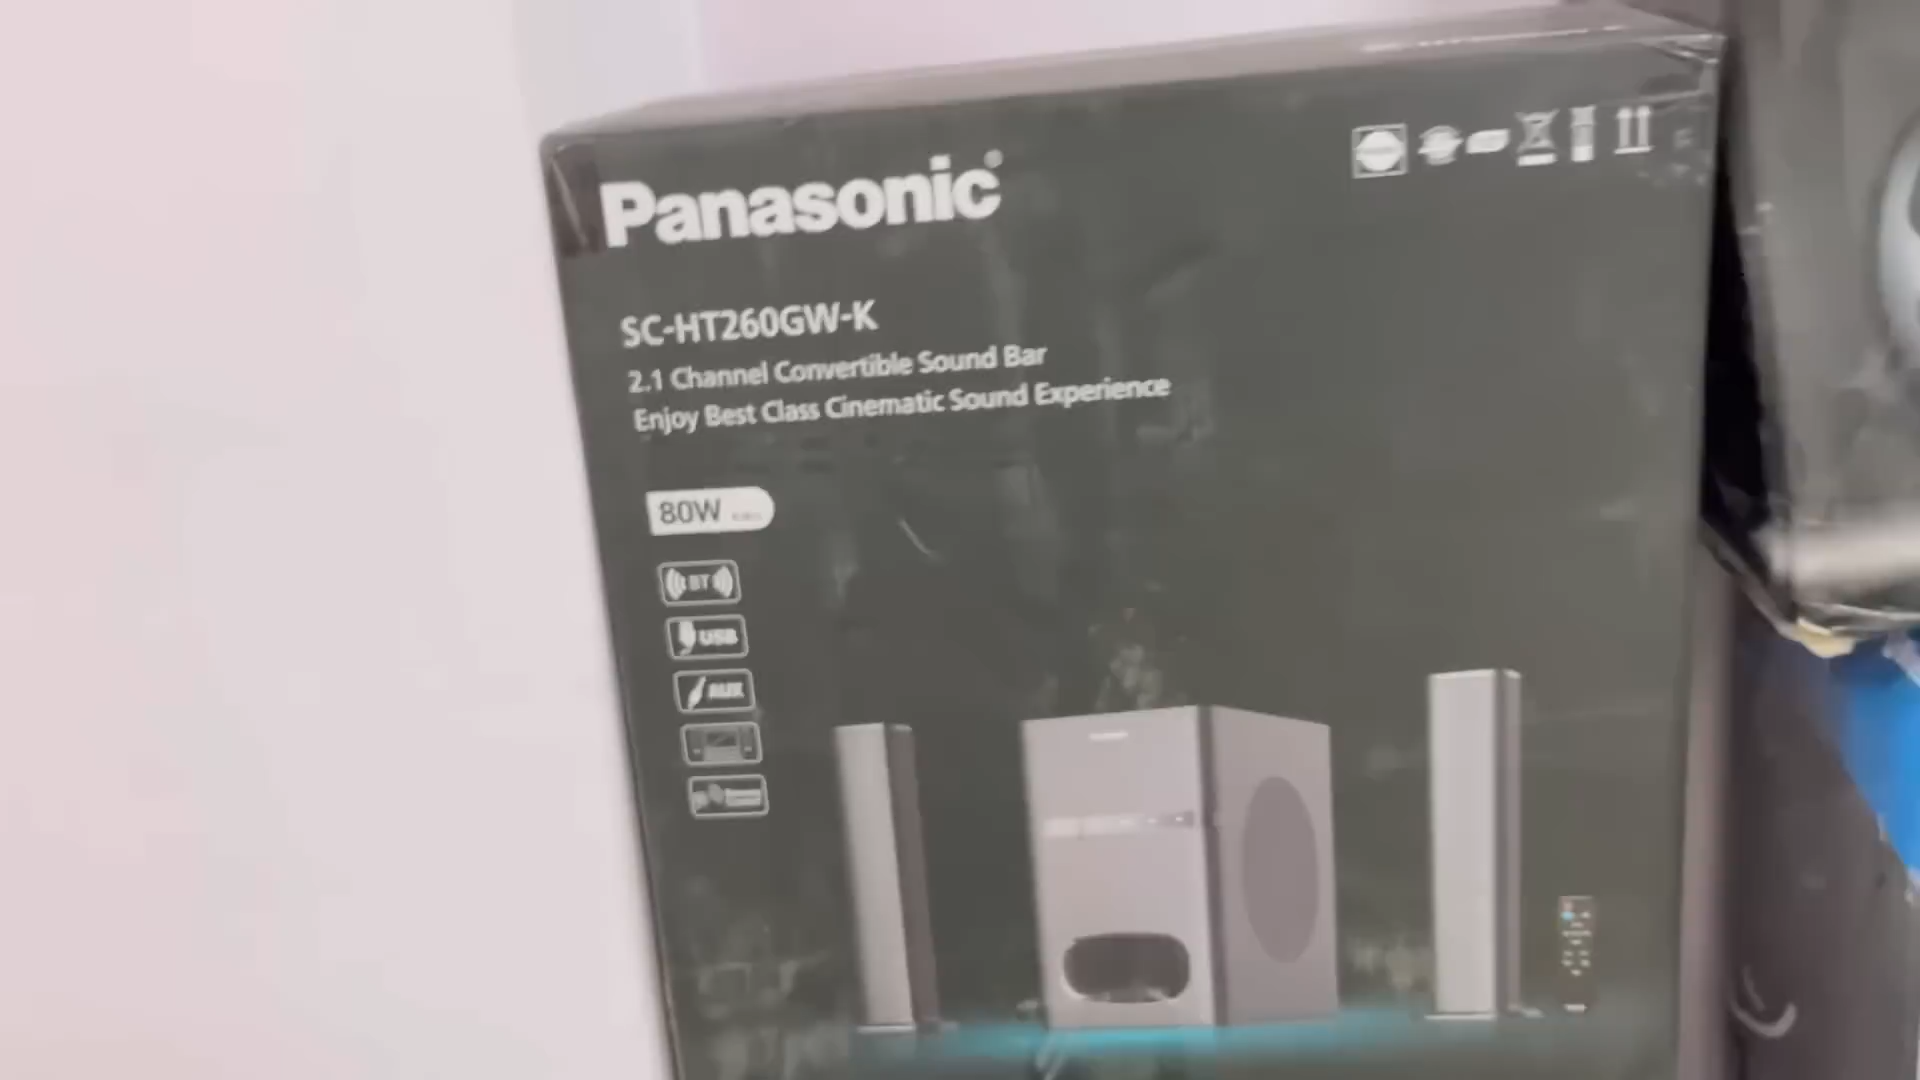 Panasonic
SC-HT260GW-K
2.1 Channel Convertible Sound Bar
Enjoy Best Class Cinematic Sound Experience
80W
BT
USB
AUX